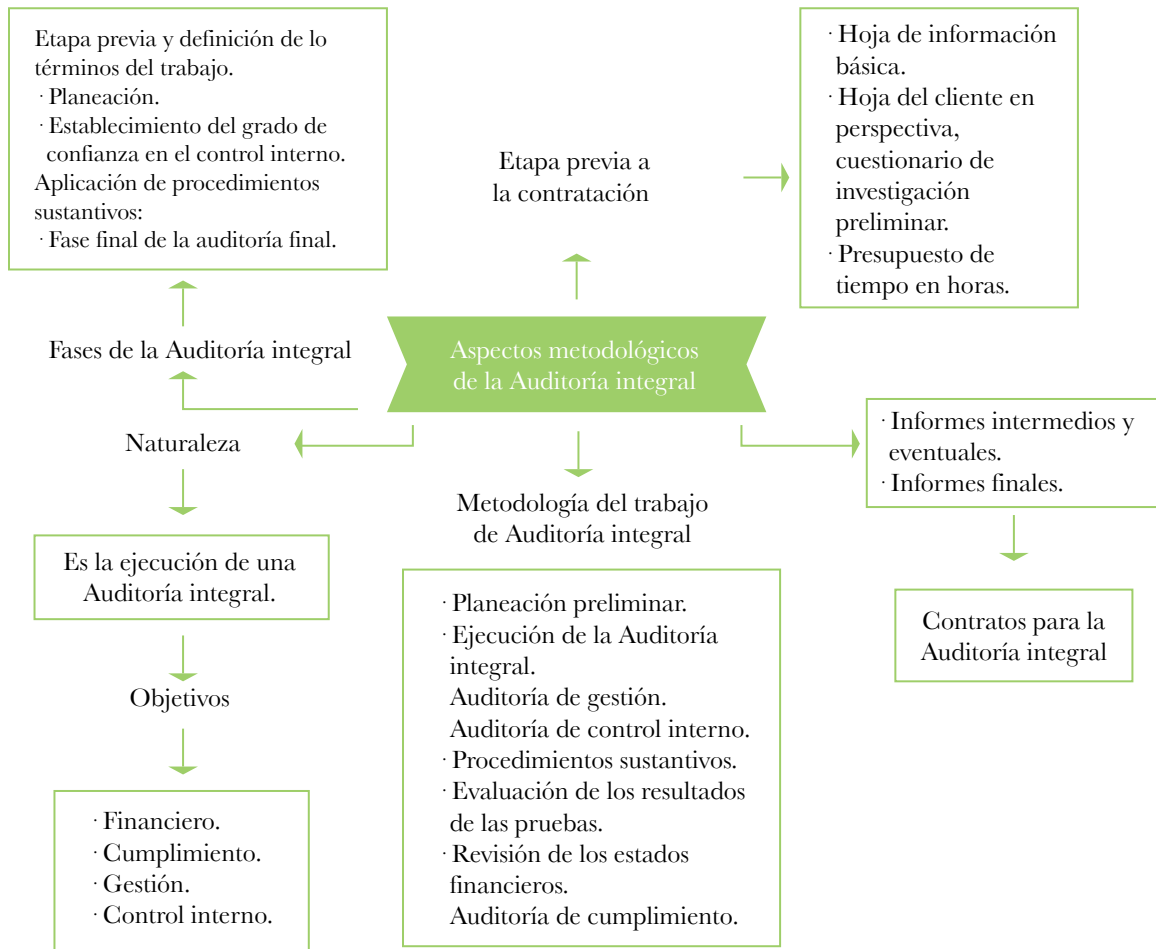 Etapa previa y definición de lo
términos del trabajo.
· Planeación.
· Establecimiento del grado de
confianza en el control interno.
Aplicación de procedimientos
sustantivos:
· Fase final de la auditoría final.
Etapa previa a
la contratación
· Hoja de información
básica.
· Hoja del cliente en
perspectiva,
cuestionario de
investigación
preliminar.
· Presupuesto de
tiempo en horas.
Fases de la Auditoría integral
Aspectos metodológicos
de la Auditoría integral
Naturaleza
Es la ejecución de una
Auditoría integral.
Objetivos
· Financiero.
· Cumplimiento.
· Gestión.
· Control interno.
Metodología del trabajo
de Auditoría integral
· Planeación preliminar.
· Ejecución de la Auditoría
integral.
Auditoría de gestión.
Auditoría de control interno.
· Procedimientos sustantivos.
· Evaluación de los resultados
de las pruebas.
· Revisión de los estados
financieros.
Auditoría de cumplimiento.
· Informes intermedios y
eventuales.
· Informes finales.
Contratos para la
Auditoría integral